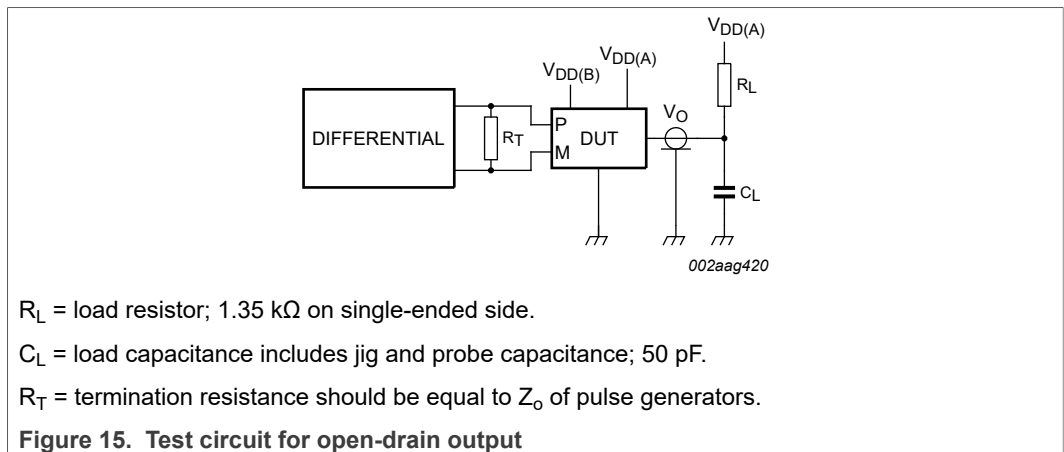 V_DD(A)
V_DD(A)
V_DD(B)
R_L
V_O
DIFFERENTIAL
R_T
P
DUT
M
C_L
002aag420
R_L = load resistor; 1.35 kΩ on single-ended side.
C_L = load capacitance includes jig and probe capacitance; 50 pF.
R_T = termination resistance should be equal to Z_o of pulse generators.
Figure 15. Test circuit for open-drain output